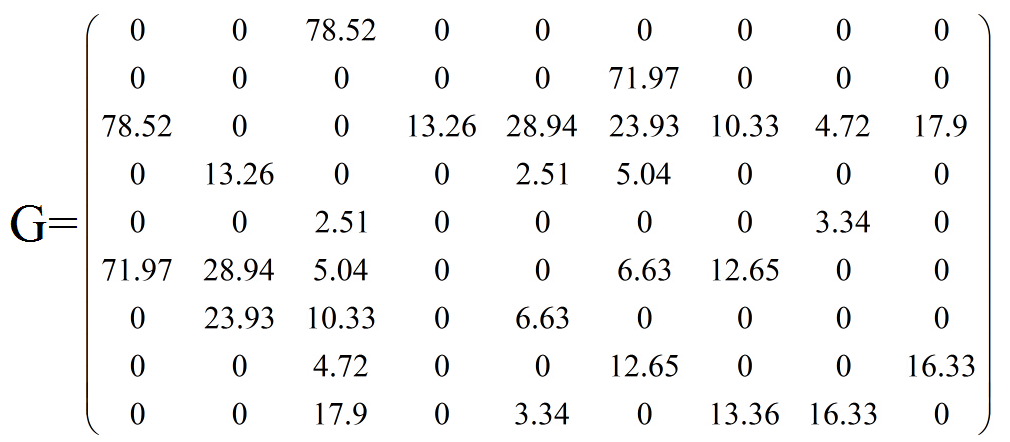 0 0 78.52 0 0 0 0 0 0
0 0 0 0 0 71.97 0 0 0
78.52 0 0 13.26 28.94 23.93 10.33 4.72 17.9
0 13.26 0 0 2.51 5.04 0 0 0
G= 0 0 2.51 0 0 0 0 3.34 0
71.97 28.94 5.04 0 0 6.63 12.65 0 0
0 23.93 10.33 0 6.63 0 0 0 0
0 0 4.72 0 0 12.65 0 0 16.33
0 0 17.9 0 3.34 0 13.36 16.33 0